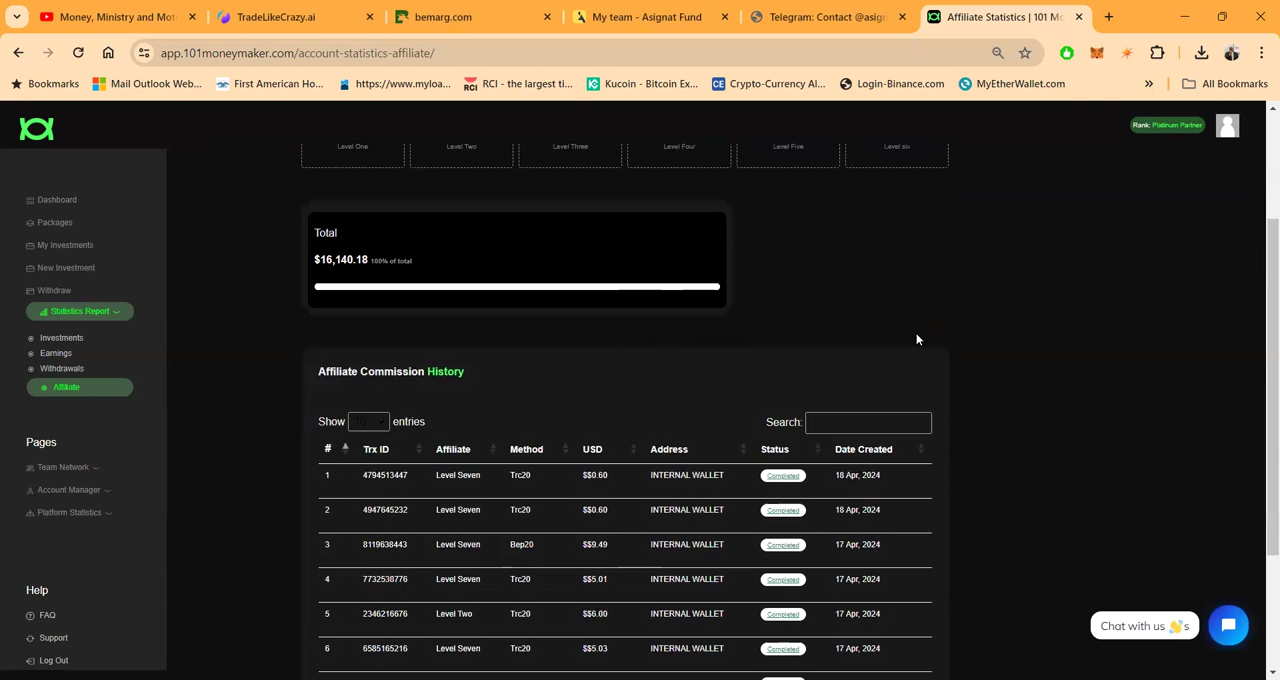 Money, Ministry and Mot
TradeLikeCrazy.ai
bemarg.com
My team - Asignat Fund
Telegram: Contact @asign
Affiliate Statistics | 101 Mo
app.101moneymaker.com/account-statistics-affiliate/
Bookmarks
Mail Outlook Web...
First American Ho...
https://www.myloa...
RCI - the largest ti...
Kucoin - Bitcoin Ex...
Crypto-Currency Al...
Login-Binance.com
MyEtherWallet.com
»
All Bookmarks
Rank: Platinum Partner
Level One
Level Two
Level Three
Level Four
Level Five
Level six
Dashboard
Packages
My Investments
New Investment
Withdraw
Statistics Report
Investments
Earnings
Withdrawals
Affiliate
Pages
Team Network
Account Manager
Platform Statistics
Help
FAQ
Support
Log Out
Total
$16,140.18 100% of total
Affiliate Commission History
Show 10 entries
Search:
# Trx ID Affiliate Method USD Address Status Date Created
1 4794513447 Level Seven Trc20 $$0.60 INTERNAL WALLET Completed 18 Apr, 2024
2 4947645232 Level Seven Trc20 $$0.60 INTERNAL WALLET Completed 18 Apr, 2024
3 8119638443 Level Seven Bep20 $$9.49 INTERNAL WALLET Completed 17 Apr, 2024
4 7732538776 Level Seven Trc20 $$5.01 INTERNAL WALLET Completed 17 Apr, 2024
5 2346216676 Level Two Trc20 $$6.00 INTERNAL WALLET Completed 17 Apr, 2024
6 6585165216 Level Seven Trc20 $$5.03 INTERNAL WALLET Completed 17 Apr, 2024
Chat with us 👋s